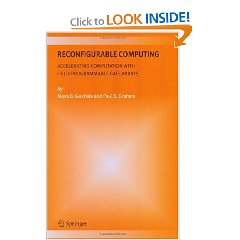 Click to LOOK INSIDE!
RECONFIGURABLE COMPUTING
ACCELERATING COMPUTATION WITH
FIELD-PROGRAMMABLE GATE ARRAYS
By
Maya B. Gokhale and Paul S. Graham
Springer